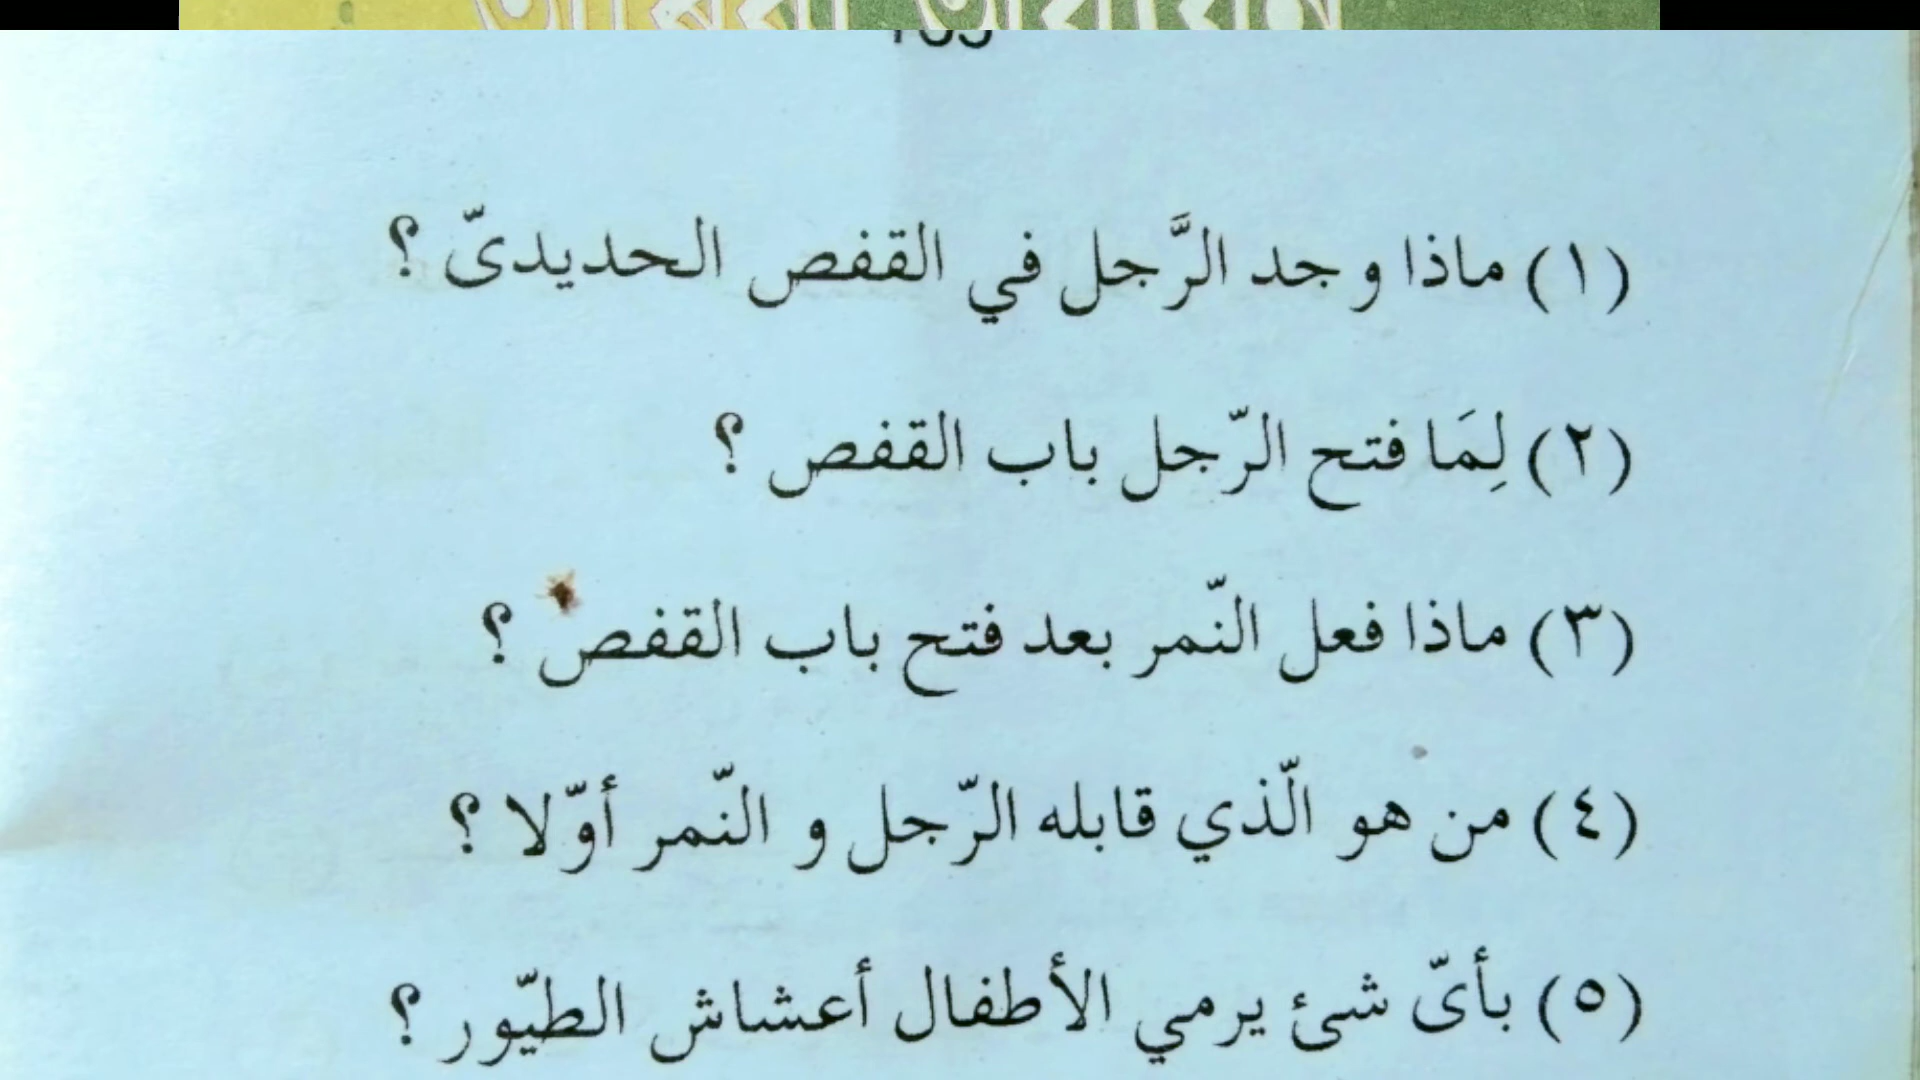 (١) ماذا وجد الرَّجل في القفص الحديدىّ ؟
(٢) لِمَا فتح الرّجل باب القفص ؟
(٣) ماذا فعل النّمر بعد فتح باب القفص ؟
(٤) من هو الّذي قابله الرّجل و النّمر أوّلا ؟
(٥) بأىّ شئ يرمي الأطفال أعشاش الطيّور ؟